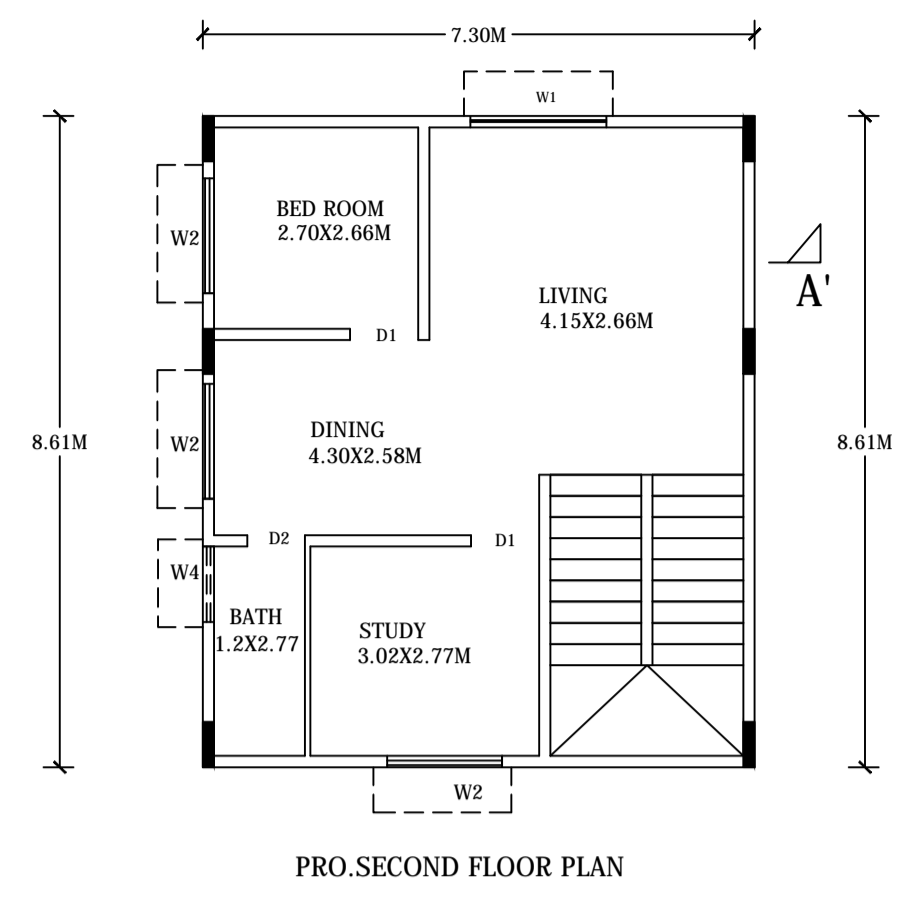 7.30M
W1
BED ROOM
2.70X2.66M
W2
A'
LIVING
4.15X2.66M
D1
DINING
4.30X2.58M
8.61M
W2
8.61M
D2
D1
W4
BATH
1.2X2.77
STUDY
3.02X2.77M
W2
PRO.SECOND FLOOR PLAN